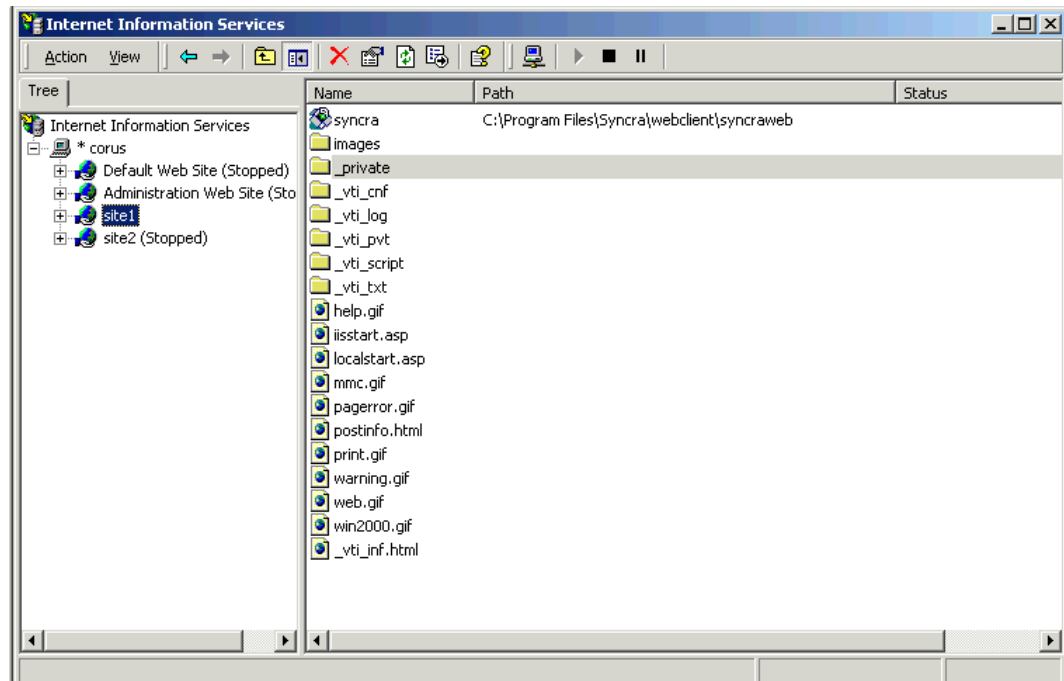 Internet Information Services
Action View
Tree
Name Path Status
Internet Information Services
* corus
Default Web Site (Stopped)
Administration Web Site (Sto
site1
site2 (Stopped)
syncra C:\Program Files\Syncra\webclient\syncraweb
images
_private
_vti_cnf
_vti_log
_vti_pvt
_vti_script
_vti_txt
help.gif
iisstart.asp
localstart.asp
mmc.gif
pagerror.gif
postinfo.html
print.gif
warning.gif
web.gif
win2000.gif
_vti_inf.html